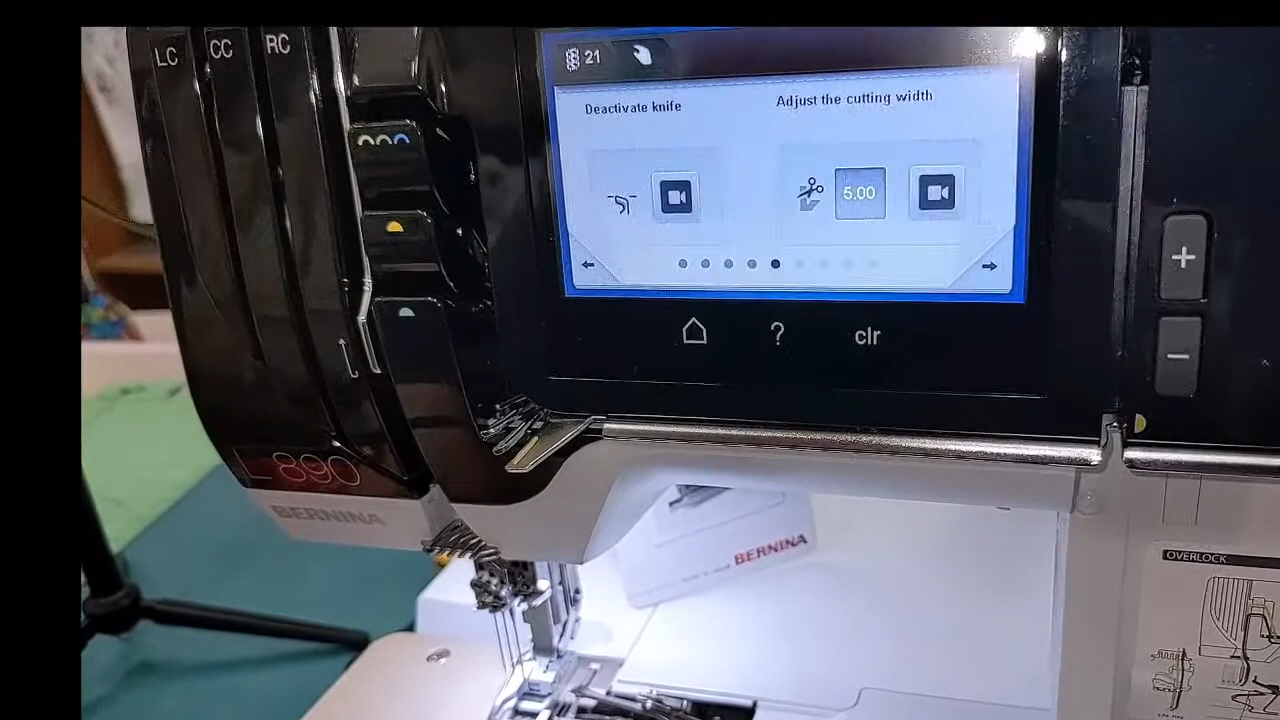 LC CC RC
21
Deactivate knife
Adjust the cutting width
5.00
?
clr
+
−
L 890
BERNINA
BERNINA
OVERLOCK